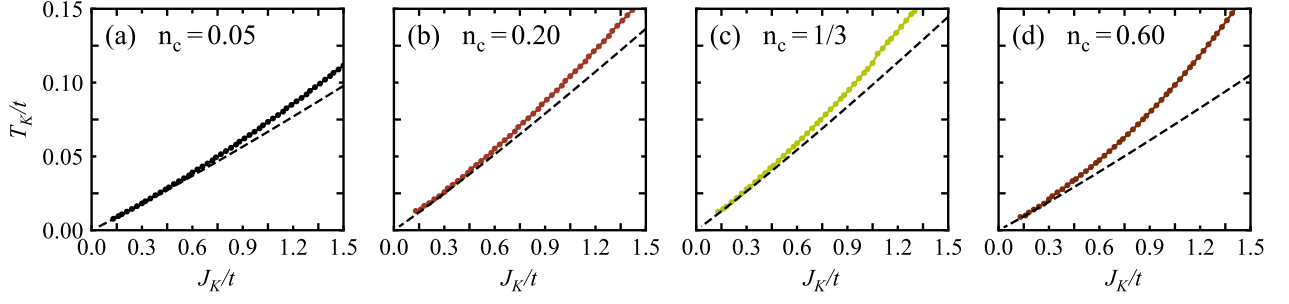 (a) n_c = 0.05
(b) n_c = 0.20
(c) n_c = 1/3
(d) n_c = 0.60
T_K/t
0.15
0.10
0.05
0.00
0.0 0.3 0.6 0.9 1.2 1.5
0.0 0.3 0.6 0.9 1.2 1.5
0.0 0.3 0.6 0.9 1.2 1.5
0.0 0.3 0.6 0.9 1.2 1.5
J_K/t
J_K/t
J_K/t
J_K/t